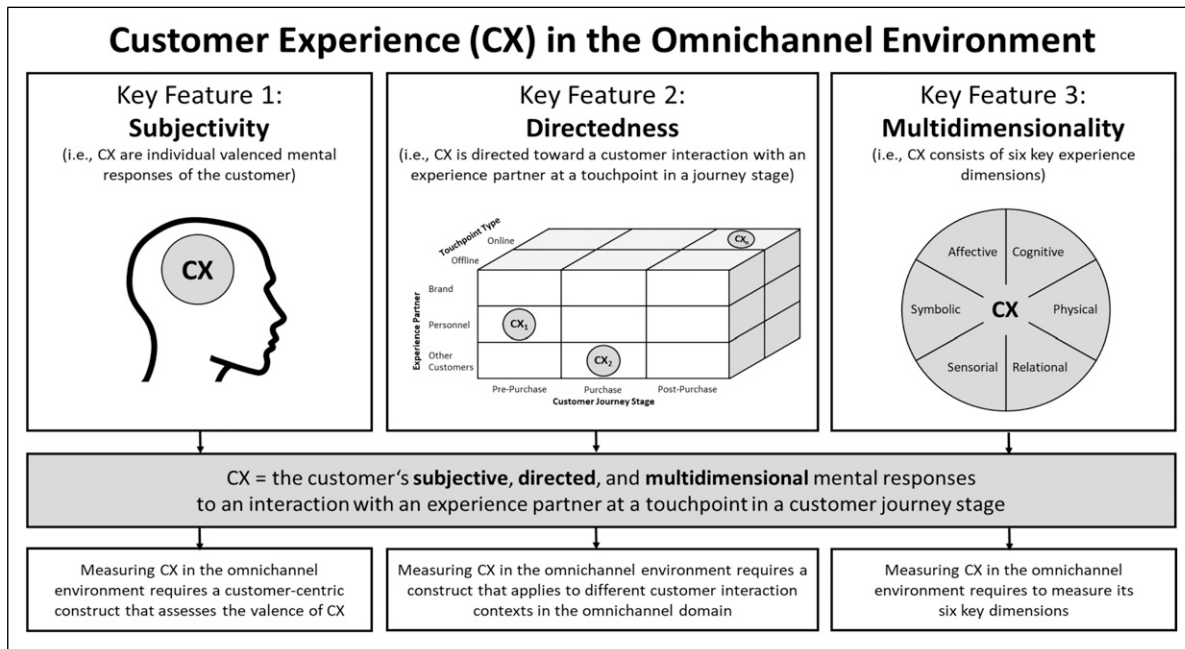 Customer Experience (CX) in the Omnichannel Environment
Key Feature 1:
Subjectivity
(i.e., CX are individual valenced mental
responses of the customer)
CX
Key Feature 2:
Directedness
(i.e., CX is directed toward a customer interaction with an
experience partner at a touchpoint in a journey stage)
Touchpoint Type
Online
Offline
Experience Partner
Brand
Personnel
Other
Customers
CXₙ
CX₁
CX₂
Pre-Purchase
Purchase
Post-Purchase
Customer Journey Stage
Key Feature 3:
Multidimensionality
(i.e., CX consists of six key experience
dimensions)
Affective
Cognitive
Symbolic
CX
Physical
Sensorial
Relational
CX = the customer‘s subjective, directed, and multidimensional mental responses
to an interaction with an experience partner at a touchpoint in a customer journey stage
Measuring CX in the omnichannel
environment requires a customer-centric
construct that assesses the valence of CX
Measuring CX in the omnichannel environment requires a
construct that applies to different customer interaction
contexts in the omnichannel domain
Measuring CX in the omnichannel
environment requires to measure its
six key dimensions